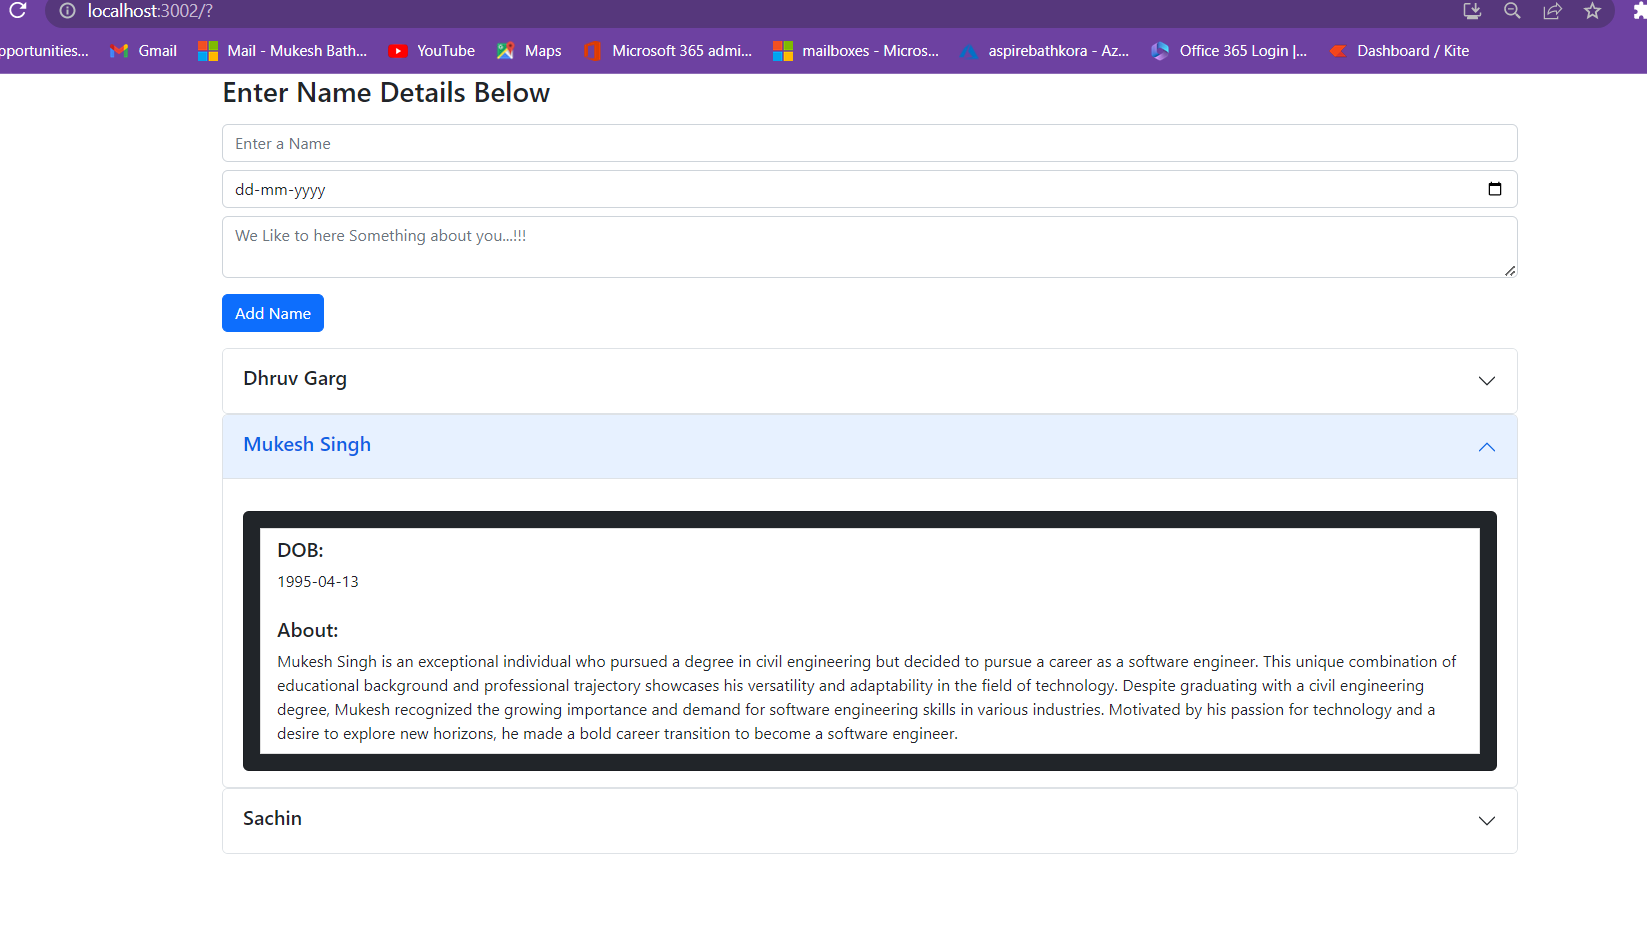 localhost:3002/?
pportunities... Gmail Mail - Mukesh Bath... YouTube Maps Microsoft 365 admi... mailboxes - Micros... aspirebathkora - Az... Office 365 Login |... Dashboard / Kite
Enter Name Details Below
Enter a Name
dd-mm-yyyy
We Like to here Something about you...!!!
Add Name
Dhruv Garg
Mukesh Singh
DOB:
1995-04-13
About:
Mukesh Singh is an exceptional individual who pursued a degree in civil engineering but decided to pursue a career as a software engineer. This unique combination of
educational background and professional trajectory showcases his versatility and adaptability in the field of technology. Despite graduating with a civil engineering
degree, Mukesh recognized the growing importance and demand for software engineering skills in various industries. Motivated by his passion for technology and a
desire to explore new horizons, he made a bold career transition to become a software engineer.
Sachin